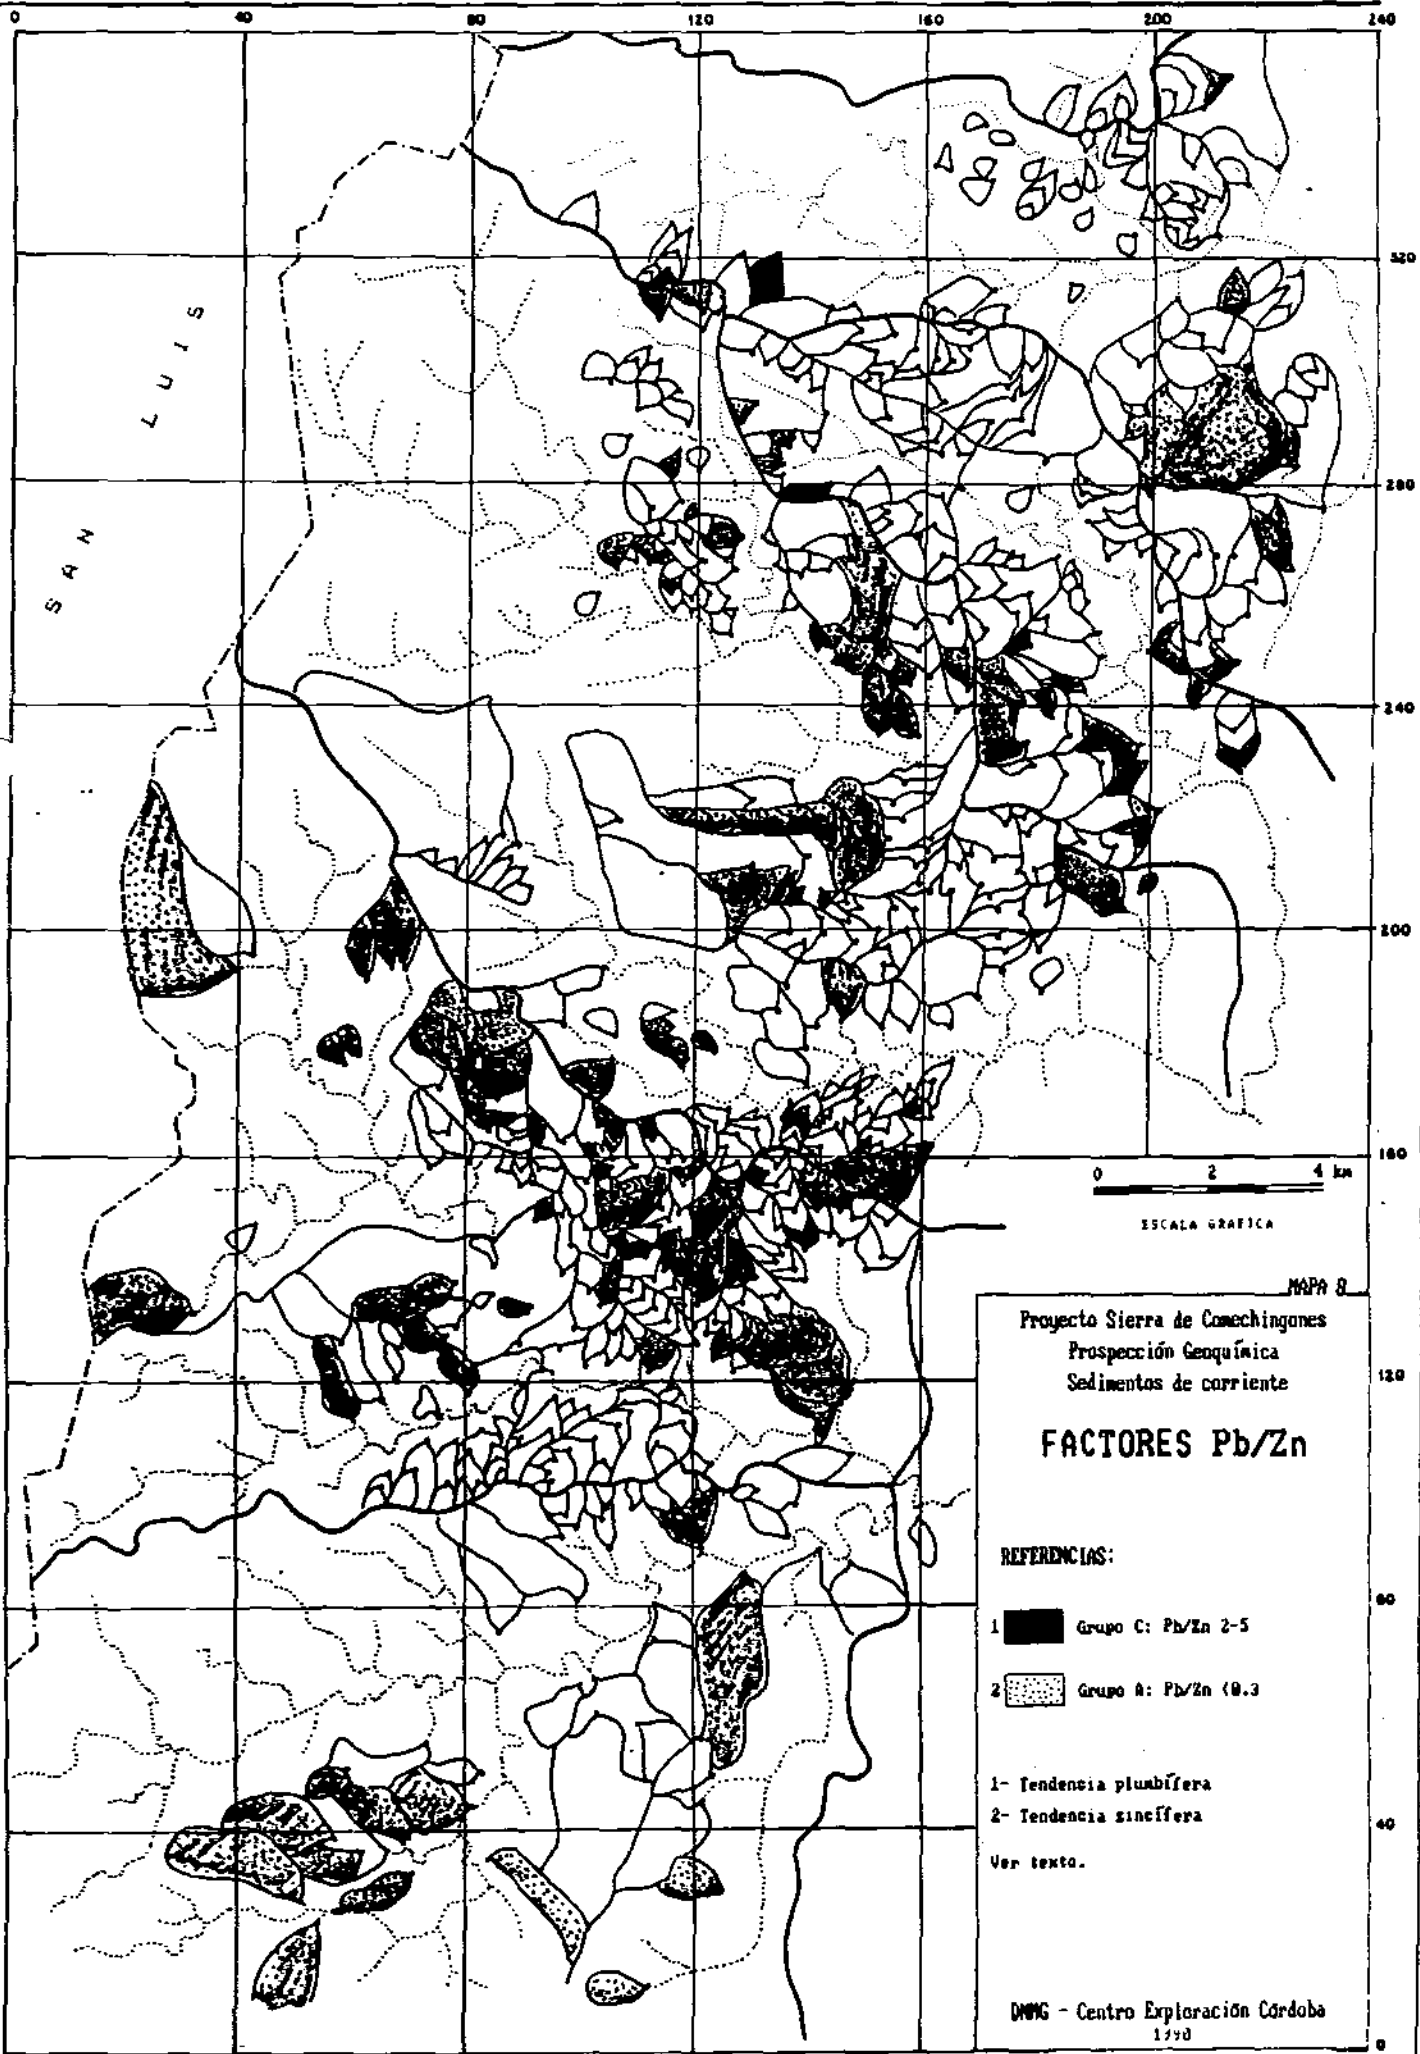 0 40 80 120 160 200 240
320
280
240
200
160
120
80
40
0
SAN LUIS
0 2 4 km
ESCALA GRAFICA
MAPA 8
Proyecto Sierra de Comechingones
Prospección Geoquímica
Sedimentos de corriente
FACTORES Pb/Zn
REFERENCIAS:
1 Grupo C: Pb/Zn 2-5
2 Grupo A: Pb/Zn <0.3
1- Tendencia plumbífera
2- Tendencia sincífera
Ver texto.
DNMG - Centro Exploración Córdoba
1990